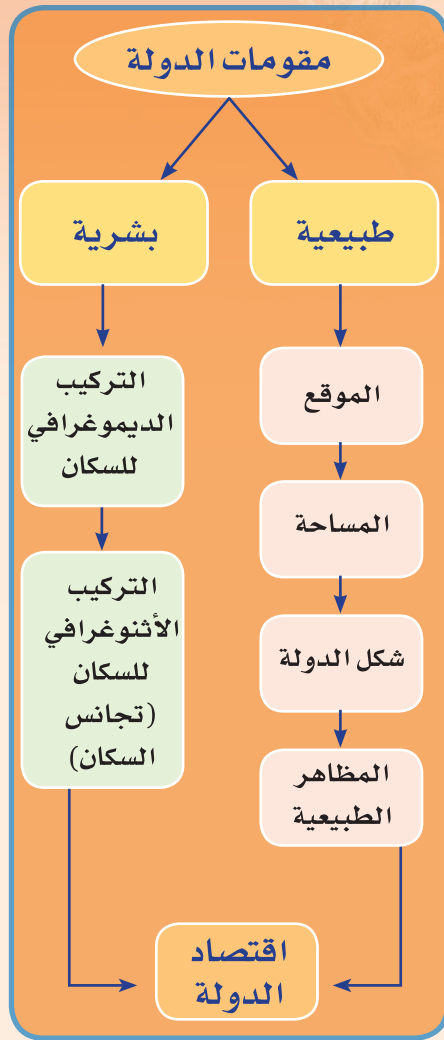 مقومات الدولة
طبيعية
بشرية
الموقع
المساحة
شكل الدولة
المظاهر
الطبيعية
التركيب
الديموغرافي
للسكان
التركيب
الأثنوغرافي
للسكان
(تجانس
السكان)
اقتصاد
الدولة